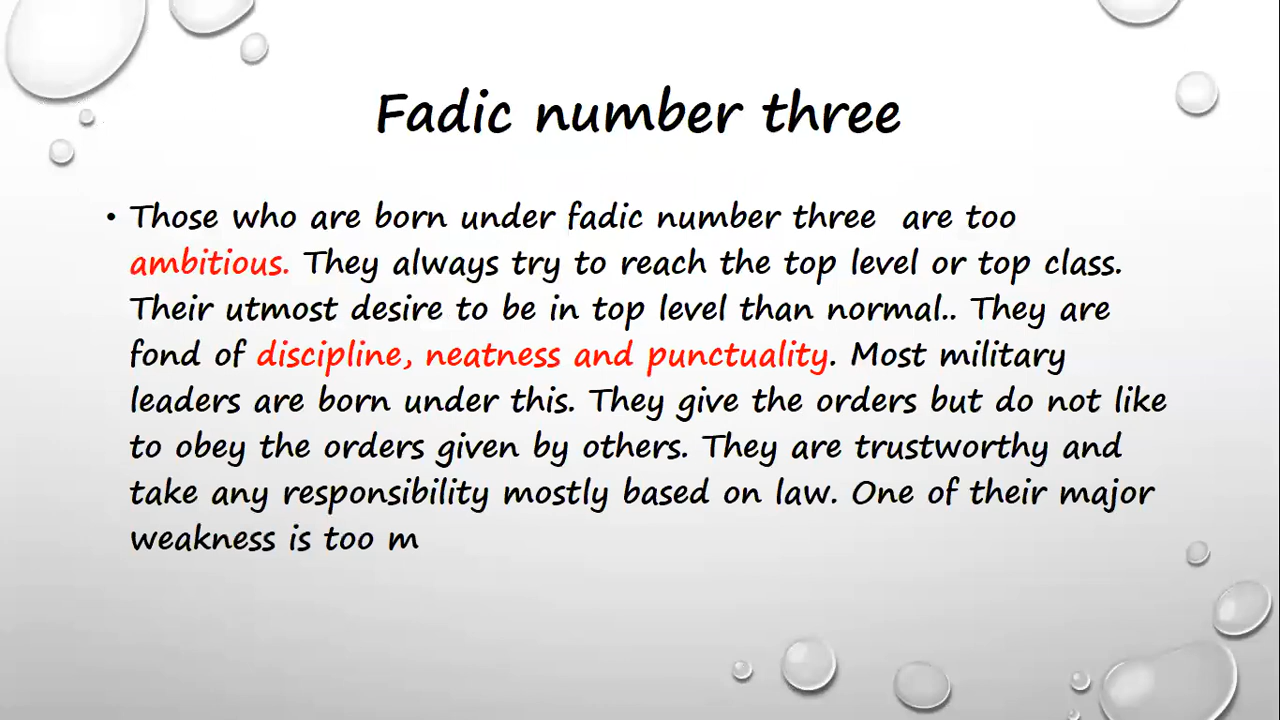 Fadic number three
• Those who are born under fadic number three  are too
ambitious. They always try to reach the top level or top class.
Their utmost desire to be in top level than normal.. They are
fond of discipline, neatness and punctuality. Most military
leaders are born under this. They give the orders but do not like
to obey the orders given by others. They are trustworthy and
take any responsibility mostly based on law. One of their major
weakness is too m